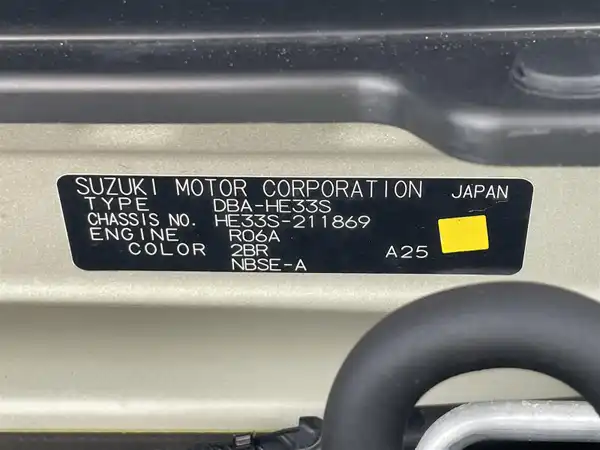 SUZUKI MOTOR CORPORATION JAPAN
TYPE DBA-HE33S
CHASSIS NO. HE33S-211869
ENGINE R06A
COLOR 2BR A25
NBSE-A